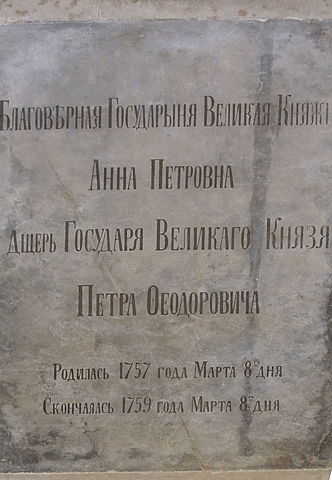 Благовѣрная Государыня Великая Княж
Анна Петровна
Дщерь Государя Великаго Князя
Петра Ѳеодоровича
Родилась 1757 года Марта 8го дня
Скончалась 1759 года Марта 8го дня